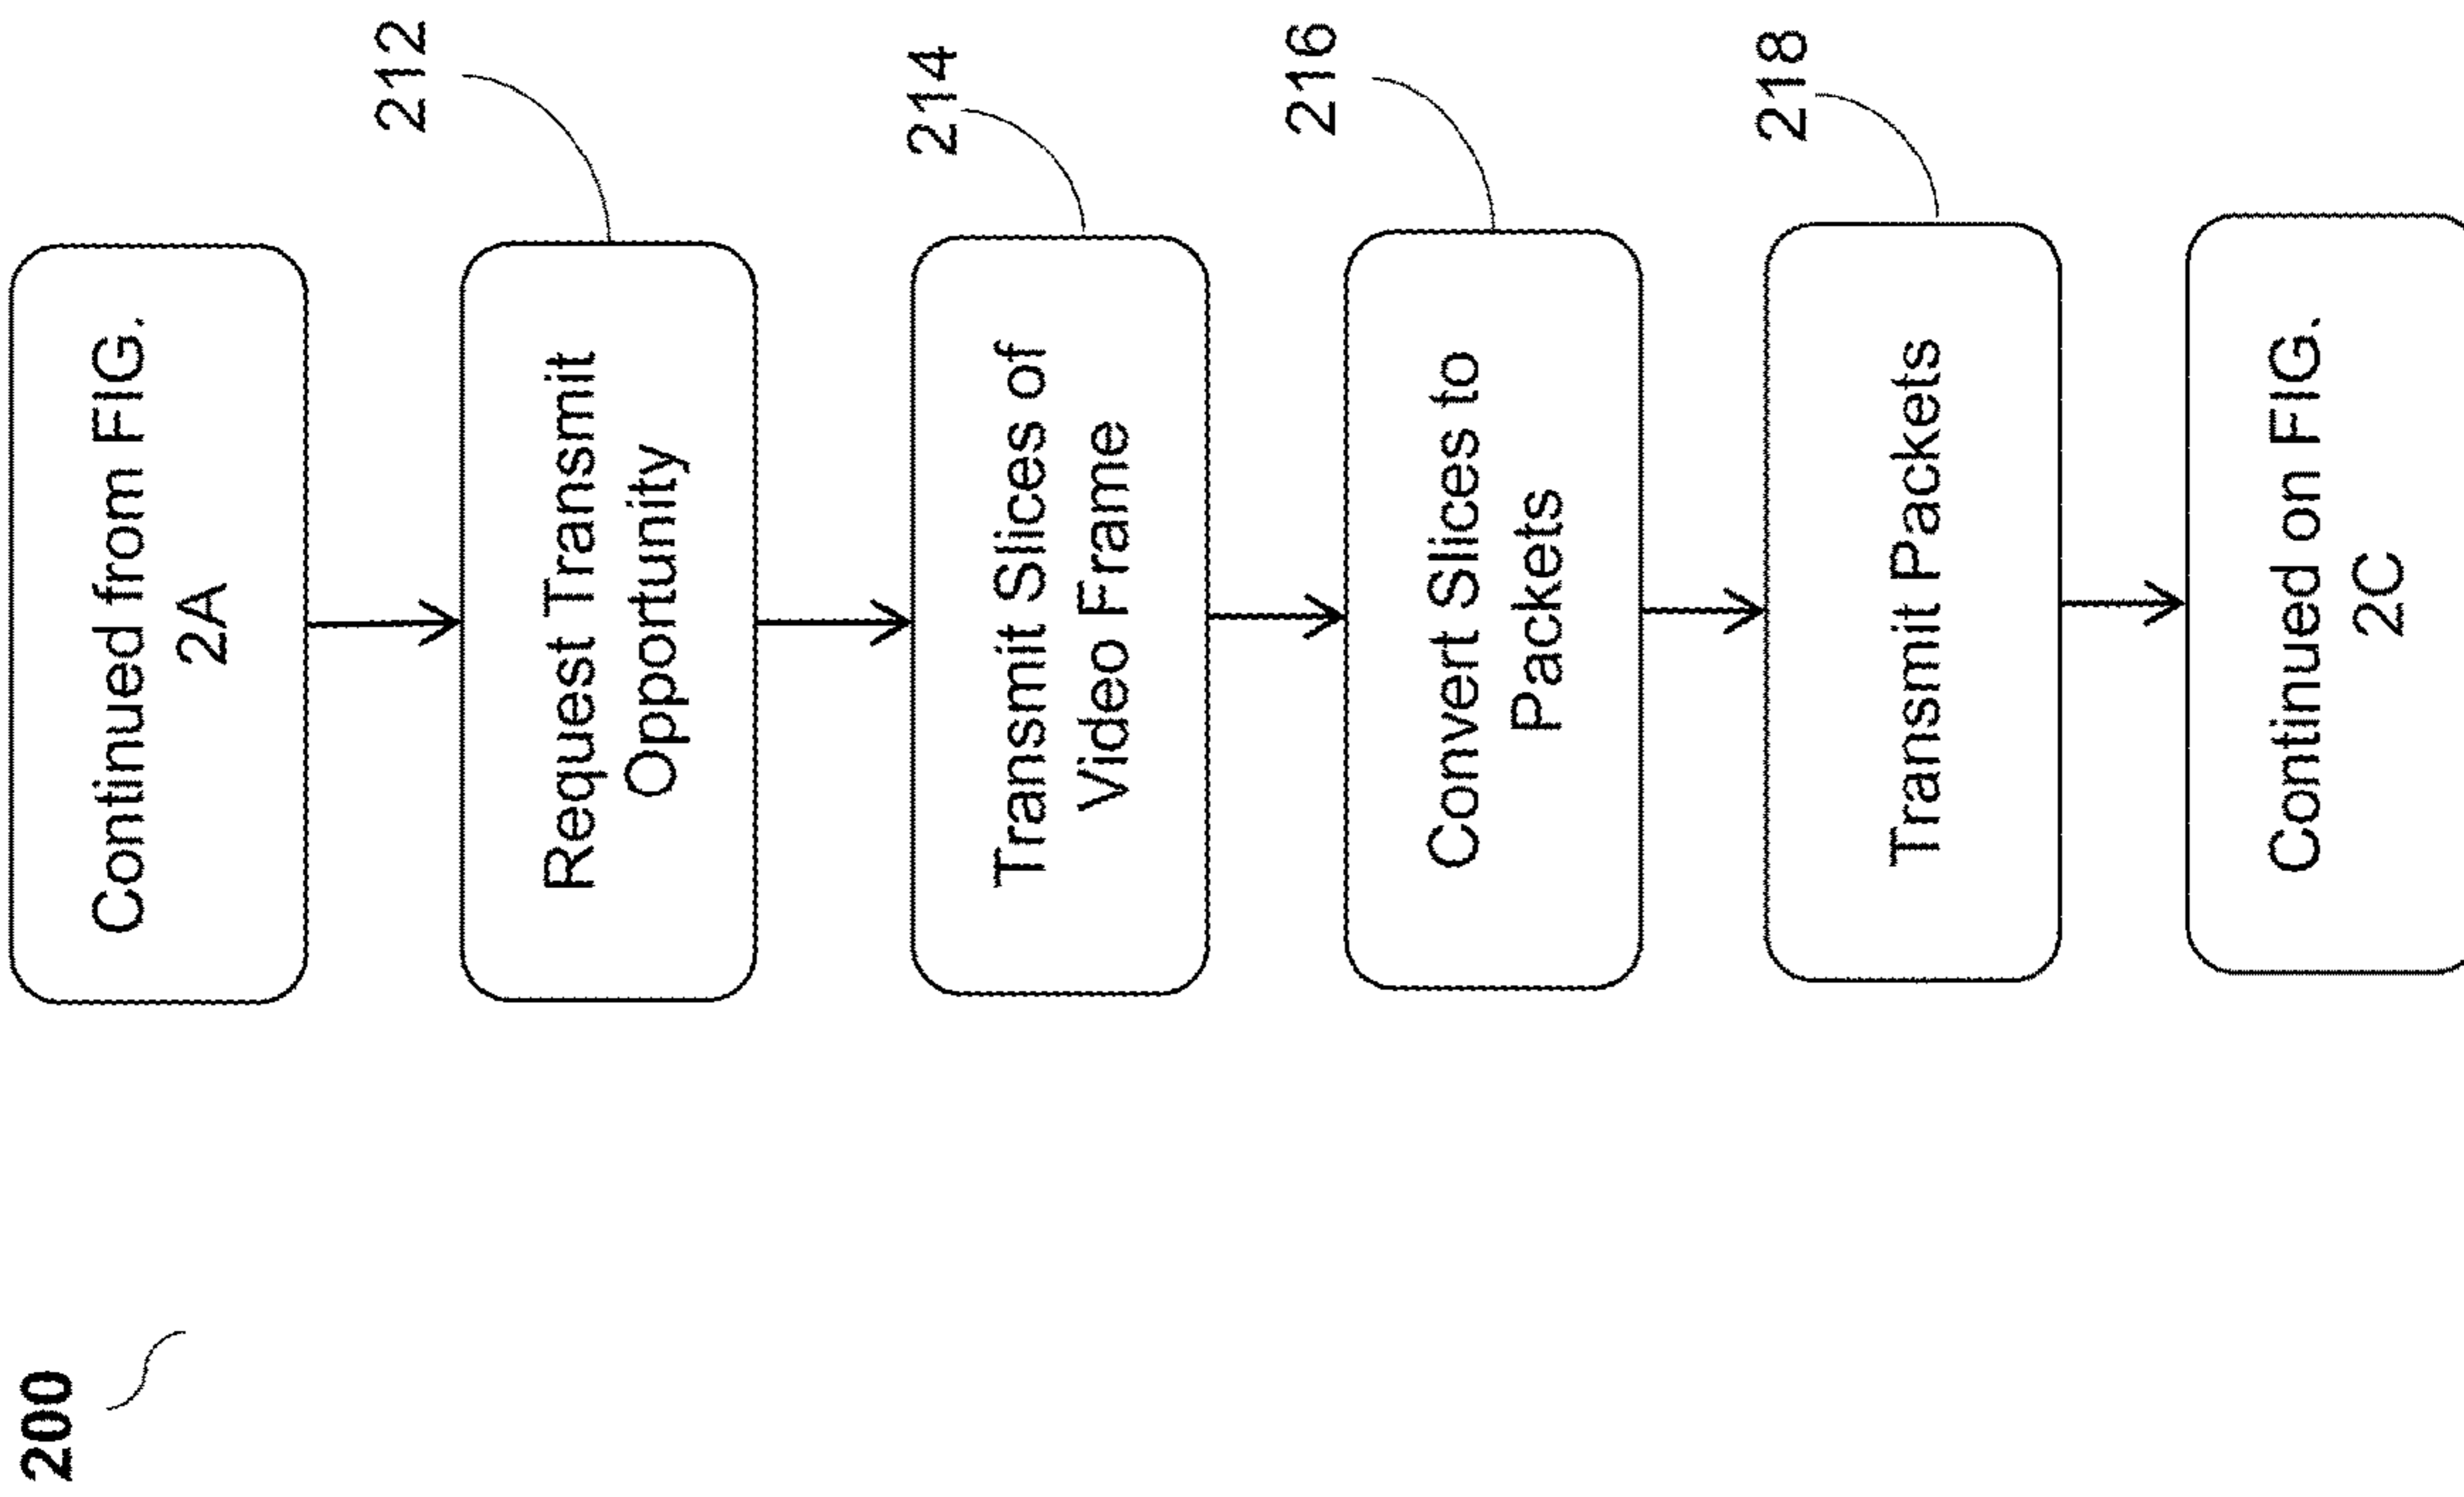 200
Continued from FIG.
2A
212
Request Transmit
Opportunity
214
Transmit Slices of
Video Frame
216
Convert Slices to
Packets
218
Transmit Packets
Continued on FIG.
2C